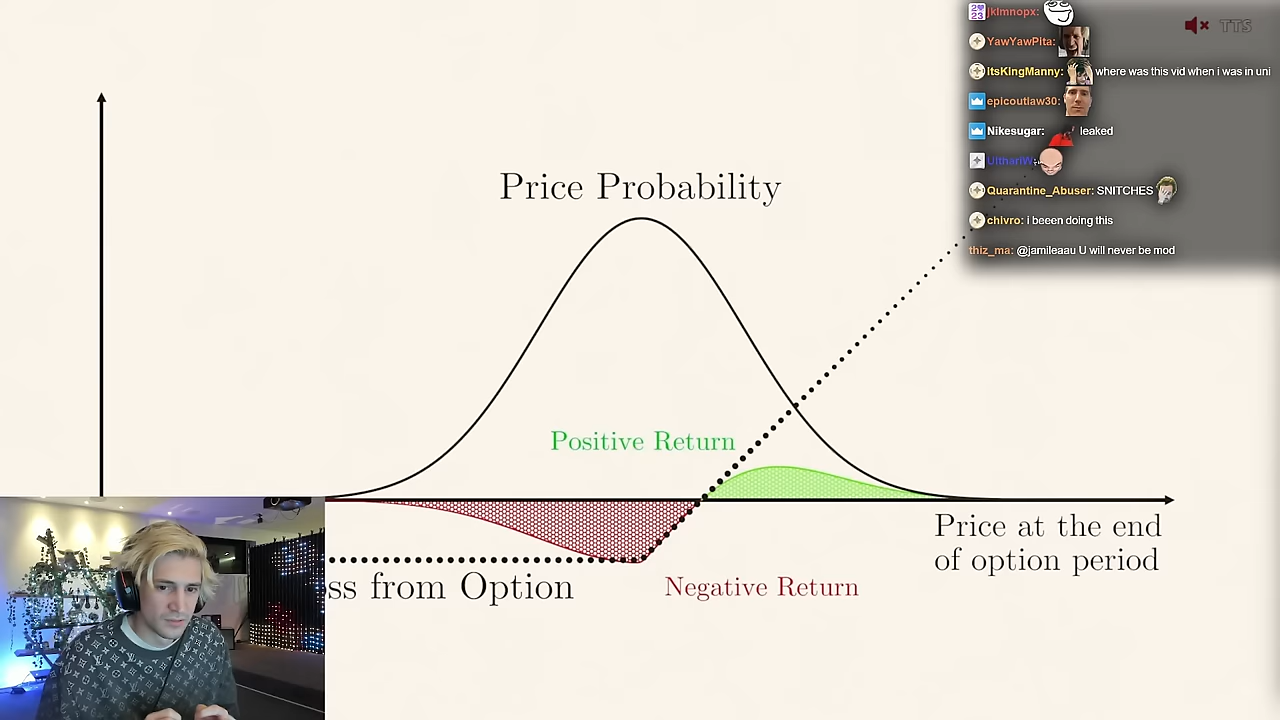 jklmnopx:
TTS
YawYawPita:
ItsKIngManny: where was this vid when i was in uni
epicoutlaw30:
Nikesugar: leaked
Quarantine_Abuser: SNITCHES
chivro: i beeen doing this
thiz_ma: @jamileaau U will never be mod
Price Probability
Positive Return
Price at the end
of option period
ss from Option
Negative Return